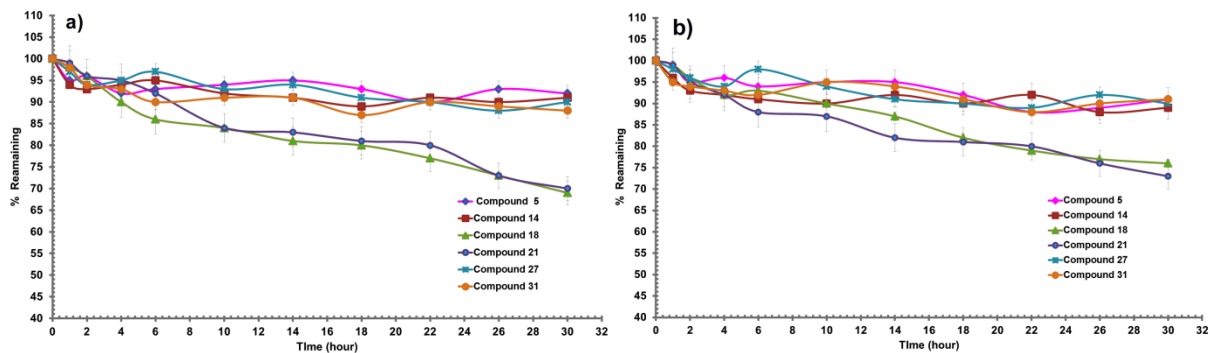 a)
110
105
100
95
90
85
80
75
70
65
60
55
50
45
40
% Reamaining
0 2 4 6 8 10 12 14 16 18 20 22 24 26 28 30 32
TIme (hour)
Compound 5
Compound 14
Compound 18
Compound 21
Compound 27
Compound 31
b)
110
105
100
95
90
85
80
75
70
65
60
55
50
45
40
% Reamaining
0 2 4 6 8 10 12 14 16 18 20 22 24 26 28 30 32
TIme (hour)
Compound 5
Compound 14
Compound 18
Compound 21
Compound 27
Compound 31